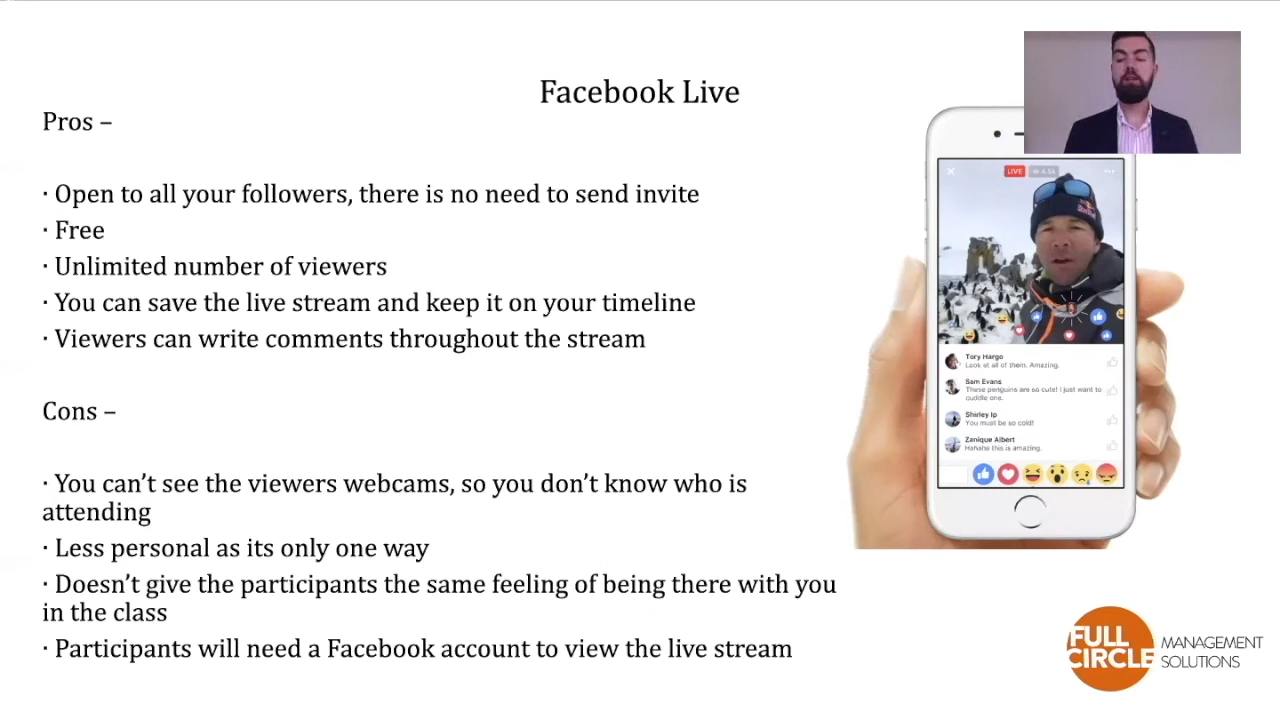 Facebook Live
Pros –
· Open to all your followers, there is no need to send invite
· Free
· Unlimited number of viewers
· You can save the live stream and keep it on your timeline
· Viewers can write comments throughout the stream
Cons –
· You can’t see the viewers webcams, so you don’t know who is
attending
· Less personal as its only one way
· Doesn’t give the participants the same feeling of being there with you
in the class
· Participants will need a Facebook account to view the live stream
LIVE
Tory Hargo
Look at all of them. Amazing.
Sam Evans
These penguins are so cute! I just want to
cuddle one.
Shirley Ip
You must be so cold!
Zenique Albert
Hahaha this is amazing.
FULL
CIRCLE
MANAGEMENT
SOLUTIONS